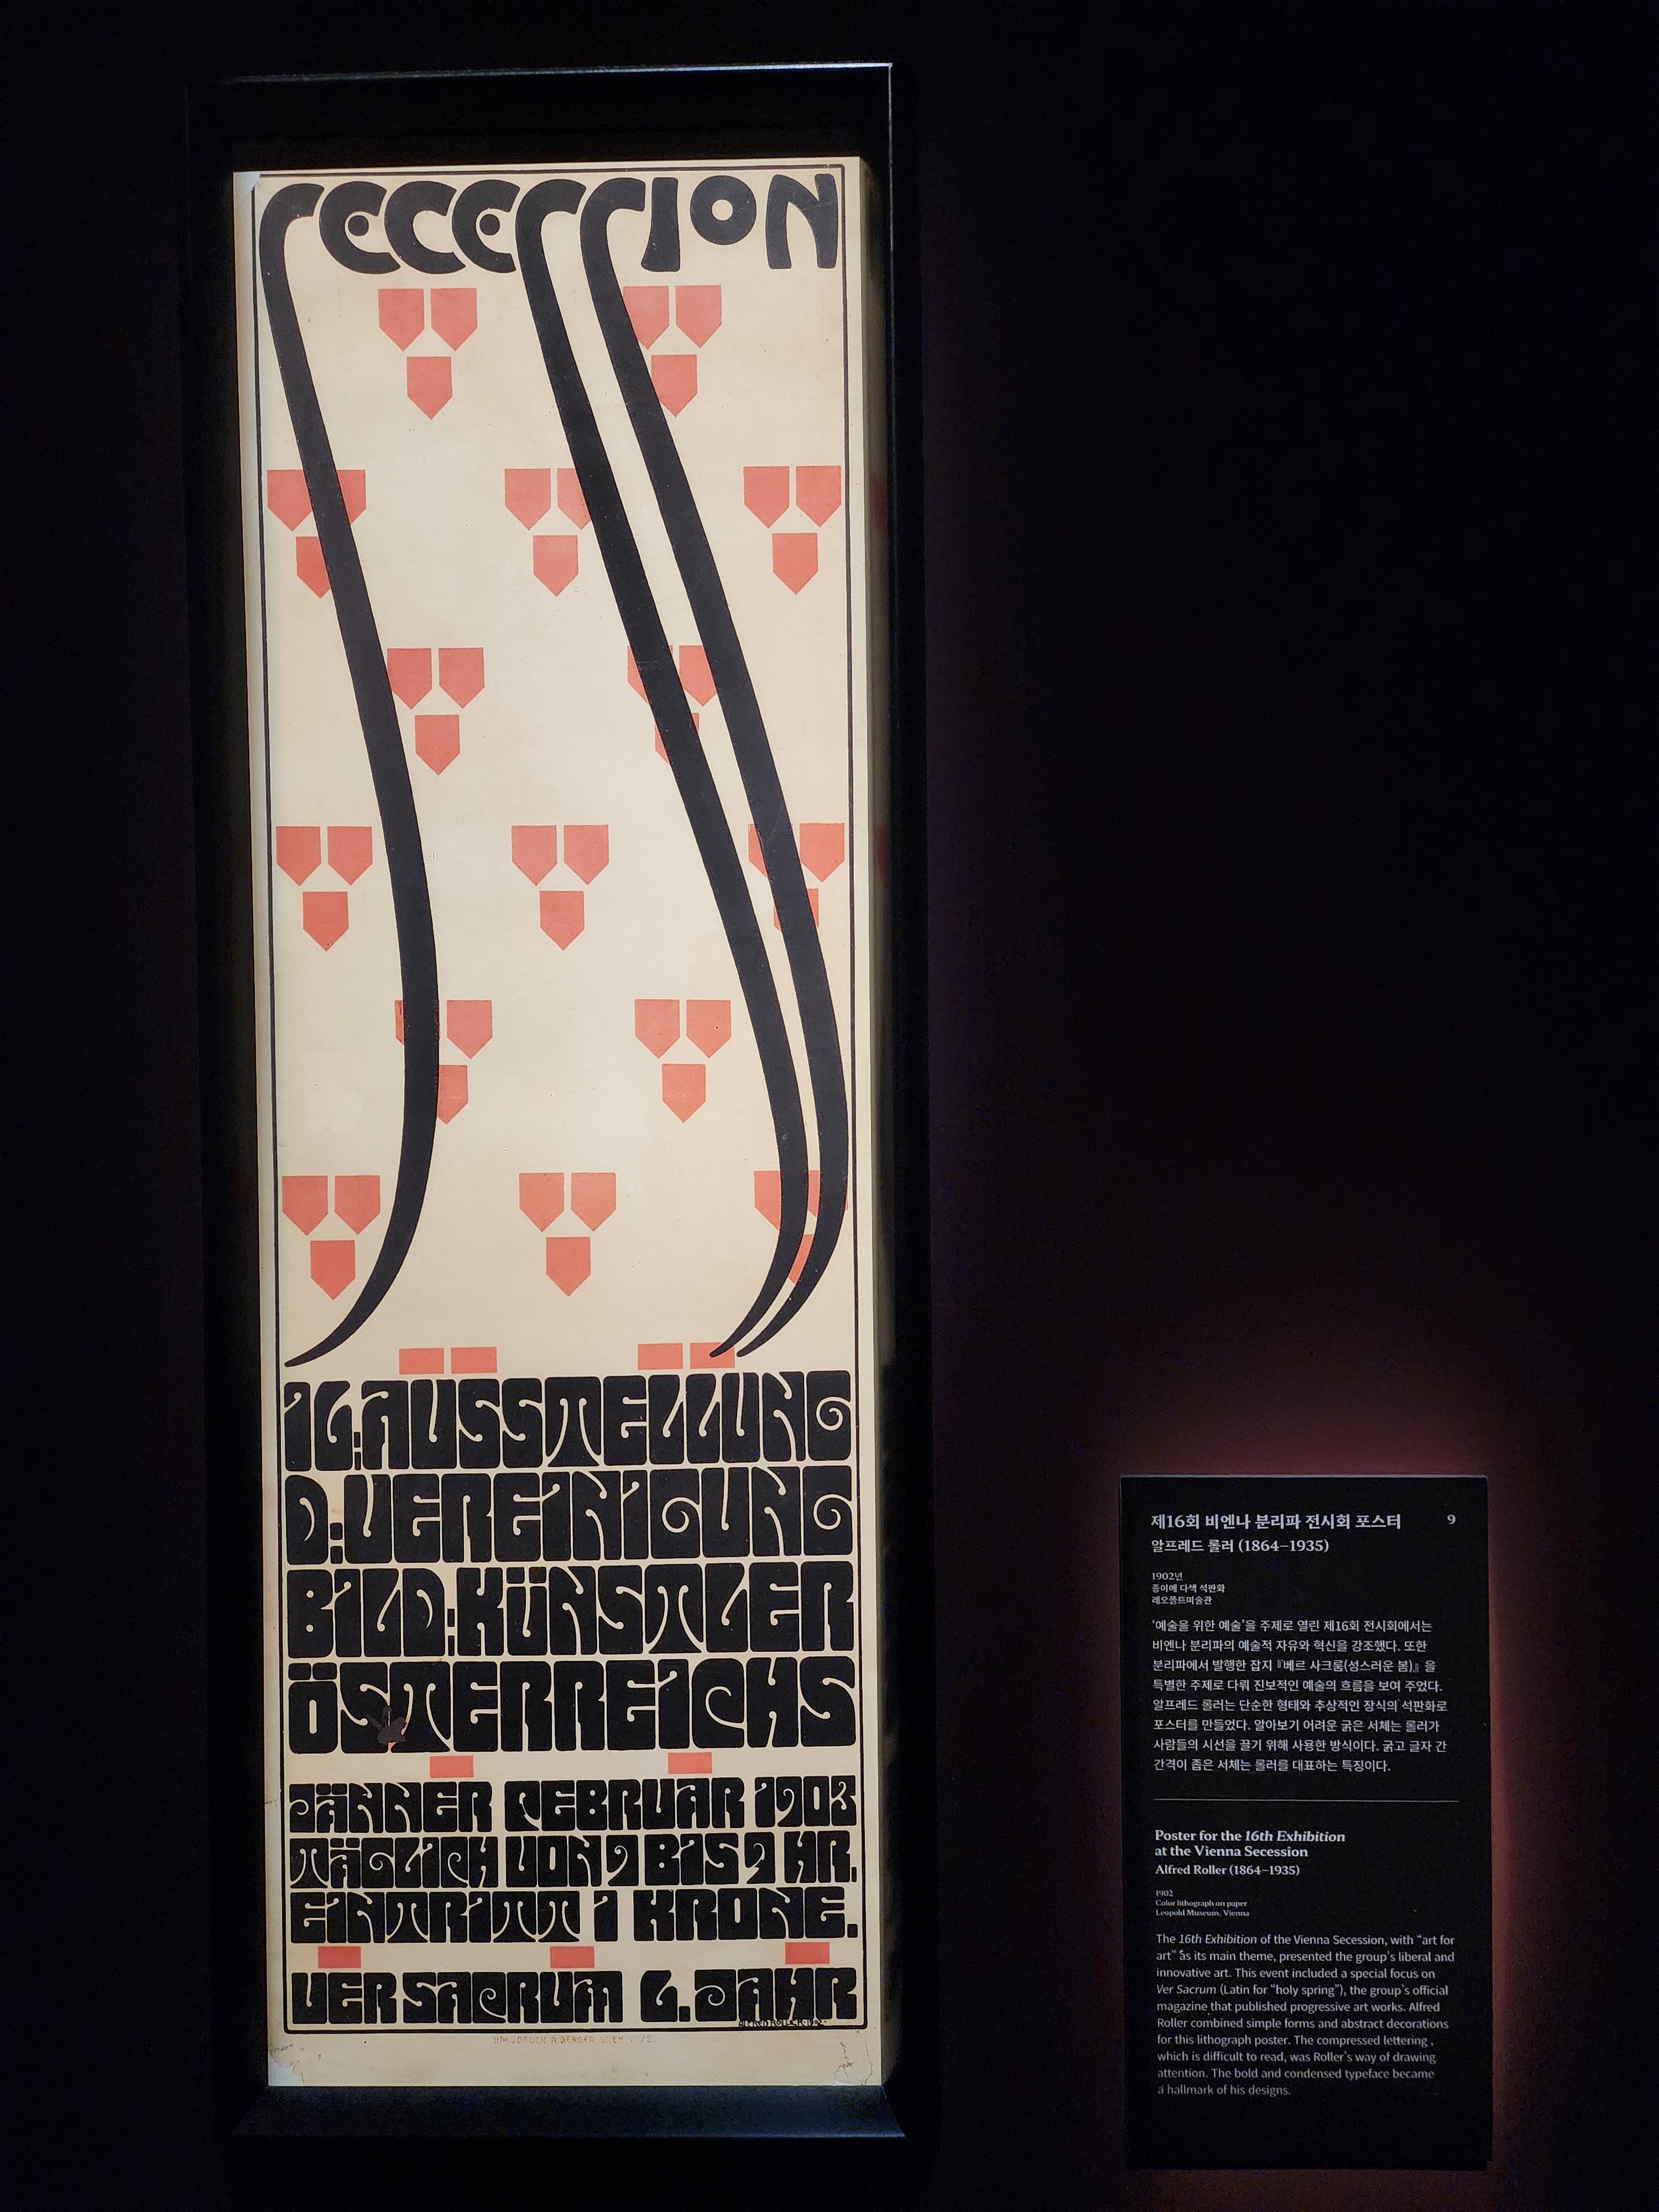 SECESSION
16. AUSSTELLUNG
D. VEREINIGUNG
BILD. KÜNSTLER
ÖSTERREICHS
JÄNNER FEBRUAR 1903
TÄGLICH VON 9 BIS 7 HR.
EINTRITT 1 KRONE.
VER SACRUM 6. JAHR
ALFRED ROLLER
LITH. u. DRUCK A. BERGER WIEN
제16회 비엔나 분리파 전시회 포스터 9
알프레드 롤러 (1864–1935)
1902년
종이에 다색 석판화
레오폴트미술관
‘예술을 위한 예술’을 주제로 열린 제16회 전시회에서는
비엔나 분리파의 예술적 자유와 혁신을 강조했다. 또한
분리파에서 발행한 잡지 『베르 사크룸(성스러운 봄)』을
특별한 주제로 다뤄 진보적인 예술의 흐름을 보여 주었다.
알프레드 롤러는 단순한 형태와 추상적인 장식의 석판화로
포스터를 만들었다. 알아보기 어려운 굵은 서체는 롤러가
사람들의 시선을 끌기 위해 사용한 방식이다. 굵고 글자 간
간격이 좁은 서체는 롤러를 대표하는 특징이다.
Poster for the 16th Exhibition
at the Vienna Secession
Alfred Roller (1864–1935)
1902
Color lithograph on paper
Leopold Museum, Vienna
The 16th Exhibition of the Vienna Secession, with “art for
art” as its main theme, presented the group’s liberal and
innovative art. This event included a special focus on
Ver Sacrum (Latin for “holy spring”), the group’s official
magazine that published progressive art works. Alfred
Roller combined simple forms and abstract decorations
for this lithograph poster. The compressed lettering,
which is difficult to read, was Roller’s way of drawing
attention. The bold and condensed typeface became
a hallmark of his designs.